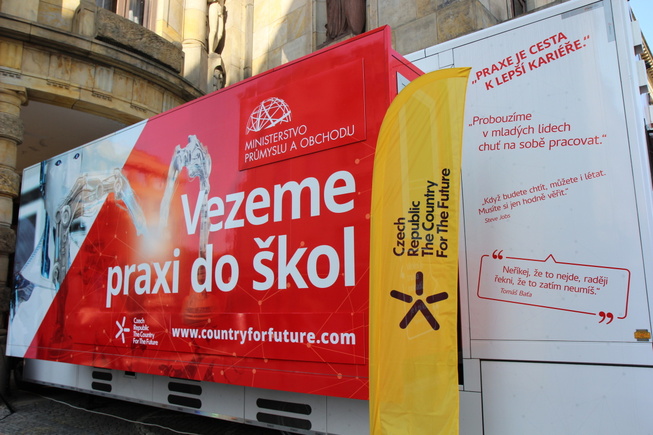 MINISTERSTVO
PRŮMYSLU A OBCHODU
Vezeme
praxi do škol
Czech
Republic
The Country
For The Future
www.countryforfuture.com
Czech
Republic
The Country
For The Future
„PRAXE JE CESTA
K LEPŠÍ KARIÉŘE.“
„Probouzíme
v mladých lidech
chuť na sobě pracovat.“
„Když budete chtít, můžete i létat.
Musíte si jen hodně věřit.“
Steve Jobs
Neříkej, že to nejde, raději
řekni, že to zatím neumíš.“
Tomáš Baťa